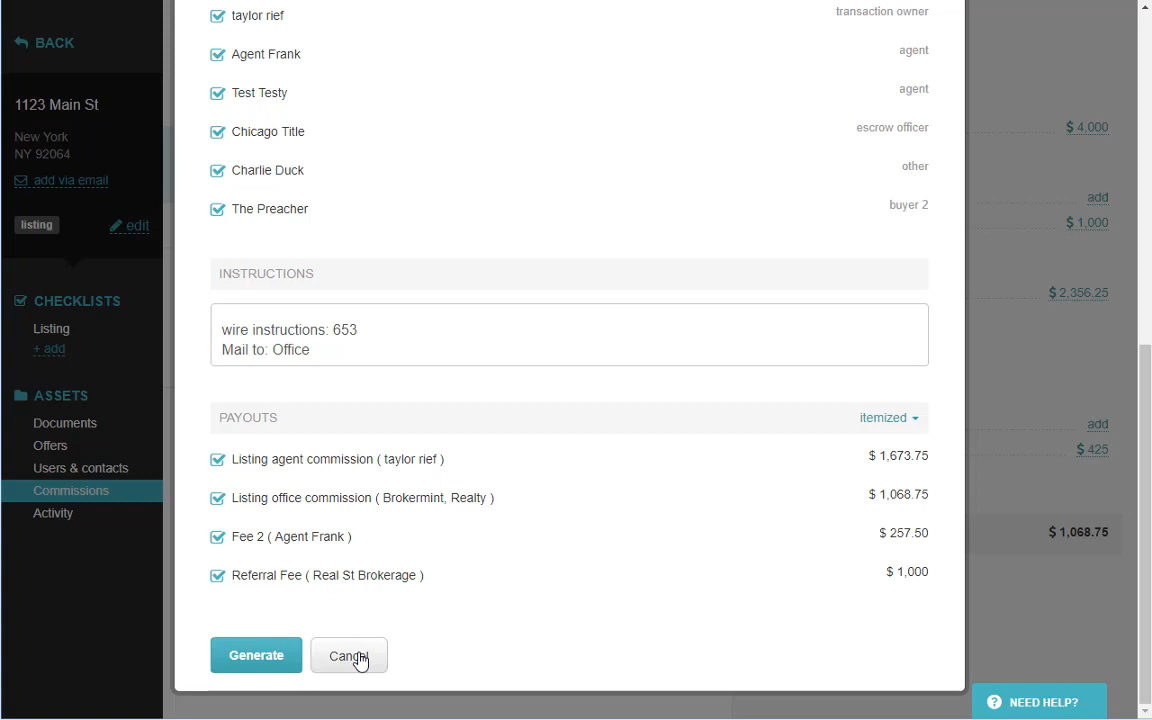 BACK
1123 Main St
New York
NY 92064
add via email
listing
edit
CHECKLISTS
Listing
+ add
ASSETS
Documents
Offers
Users & contacts
Commissions
Activity
taylor rief
transaction owner
Agent Frank
agent
Test Testy
agent
Chicago Title
escrow officer
Charlie Duck
other
The Preacher
buyer 2
INSTRUCTIONS
wire instructions: 653
Mail to: Office
PAYOUTS
itemized
Listing agent commission ( taylor rief )
$ 1,673.75
Listing office commission ( Brokermint, Realty )
$ 1,068.75
Fee 2 ( Agent Frank )
$ 257.50
Referral Fee ( Real St Brokerage )
$ 1,000
Generate
Cancel
$ 4,000
add
$ 1,000
$ 2,356.25
add
$ 425
$ 1,068.75
NEED HELP?